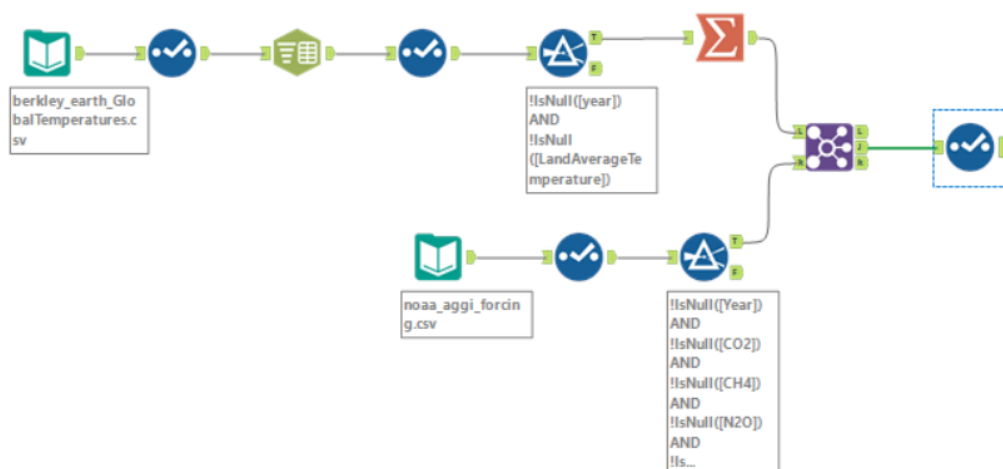 berkley_earth_Glo
balTemperatures.c
sv
!IsNull([year])
AND
!IsNull
([LandAverageTe
mperature])
T
F
L
R
L
J
R
noaa_aggi_forcin
g.csv
!IsNull([Year])
AND
!IsNull([CO2])
AND
!IsNull([CH4])
AND
!IsNull([N2O])
AND
!Is...
T
F